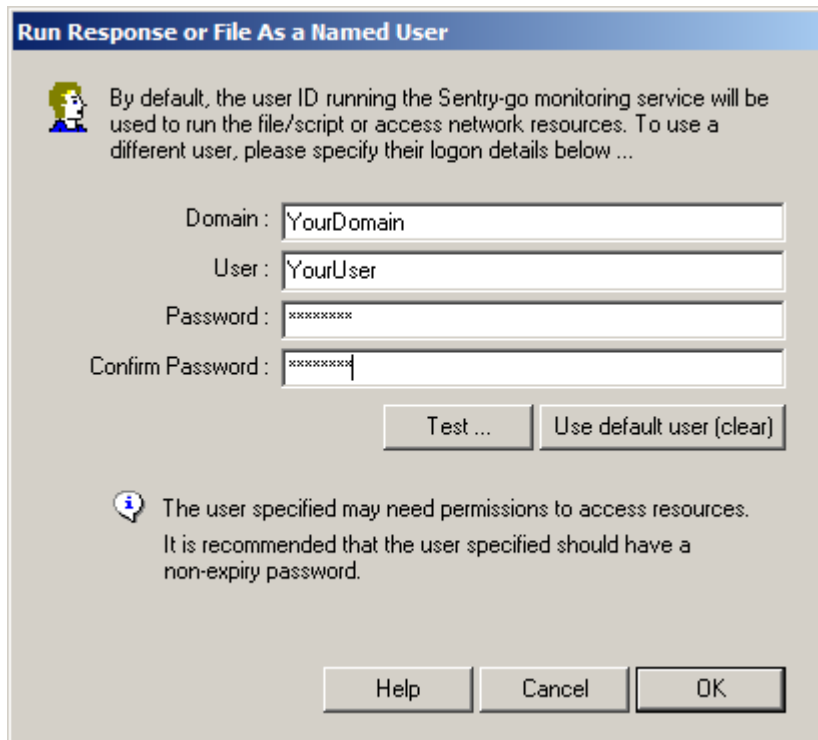 Run Response or File As a Named User
By default, the user ID running the Sentry-go monitoring service will be
used to run the file/script or access network resources. To use a
different user, please specify their logon details below ...
Domain : YourDomain
User : YourUser
Password : ********
Confirm Password : ********
Test ... Use default user (clear)
The user specified may need permissions to access resources.
It is recommended that the user specified should have a
non-expiry password.
Help Cancel OK